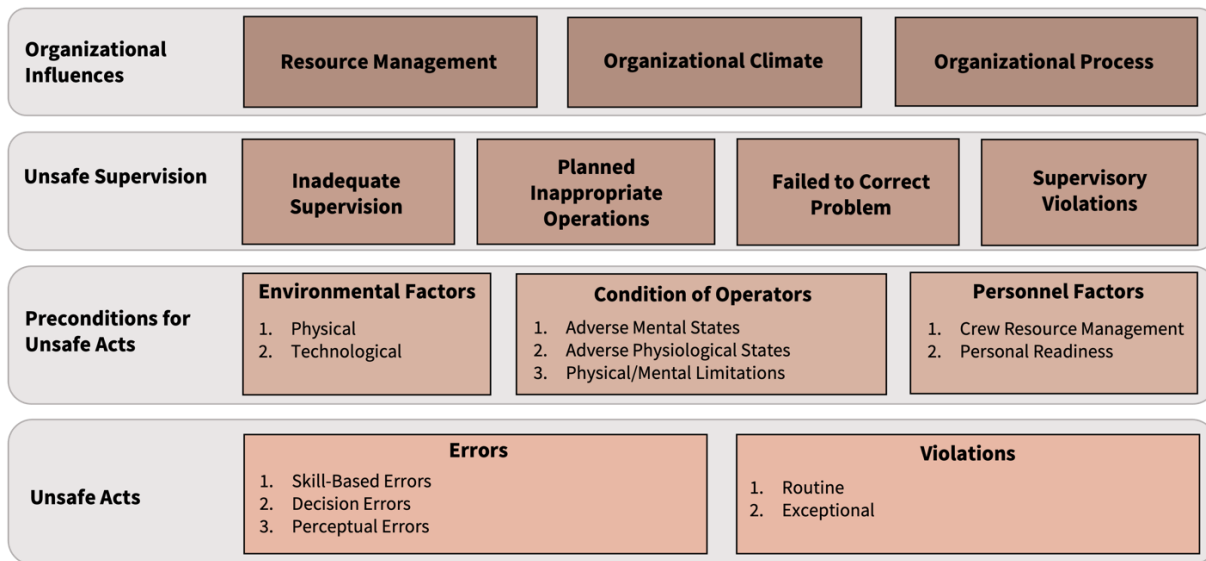 Organizational
Influences
Resource Management
Organizational Climate
Organizational Process
Unsafe Supervision
Inadequate
Supervision
Planned
Inappropriate
Operations
Failed to Correct
Problem
Supervisory
Violations
Preconditions for
Unsafe Acts
Environmental Factors
1. Physical
2. Technological
Condition of Operators
1. Adverse Mental States
2. Adverse Physiological States
3. Physical/Mental Limitations
Personnel Factors
1. Crew Resource Management
2. Personal Readiness
Unsafe Acts
Errors
1. Skill-Based Errors
2. Decision Errors
3. Perceptual Errors
Violations
1. Routine
2. Exceptional